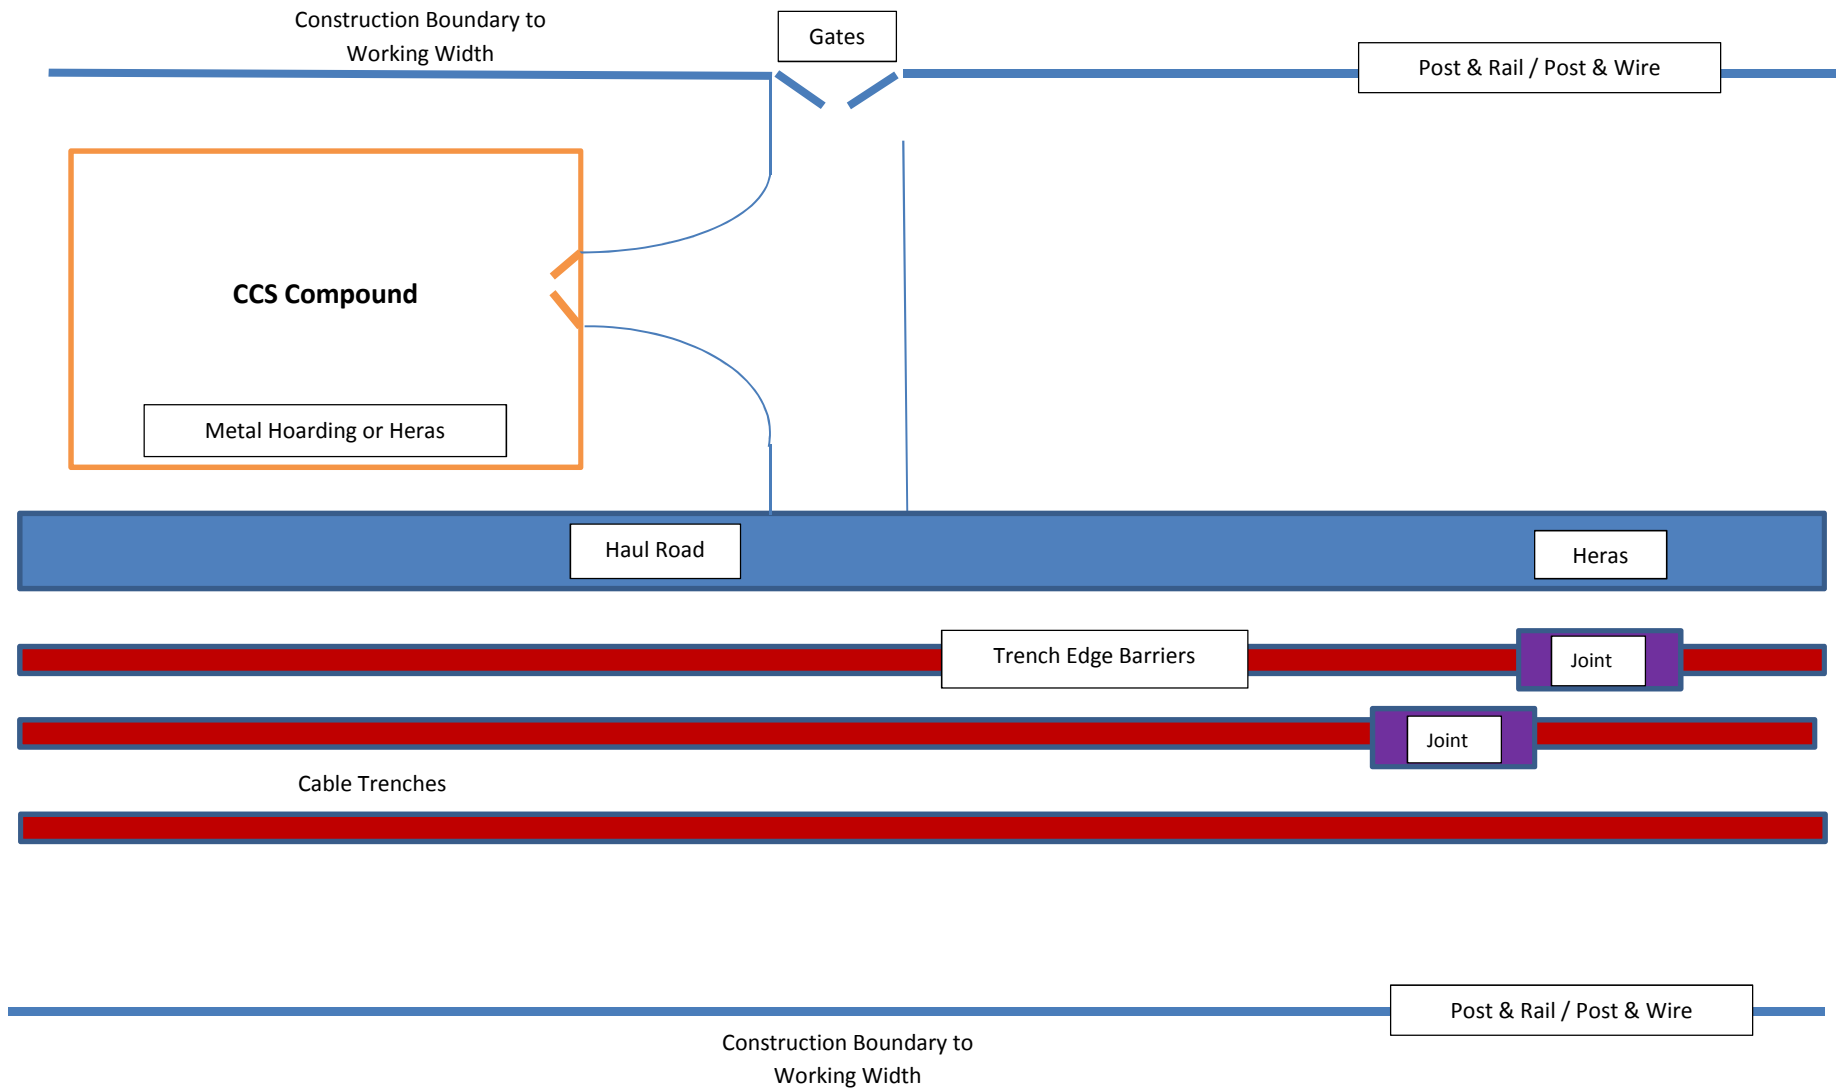 Construction Boundary to
Working Width
Gates
Post & Rail / Post & Wire
CCS Compound
Metal Hoarding or Heras
Haul Road
Heras
Trench Edge Barriers
Joint
Joint
Cable Trenches
Post & Rail / Post & Wire
Construction Boundary to
Working Width